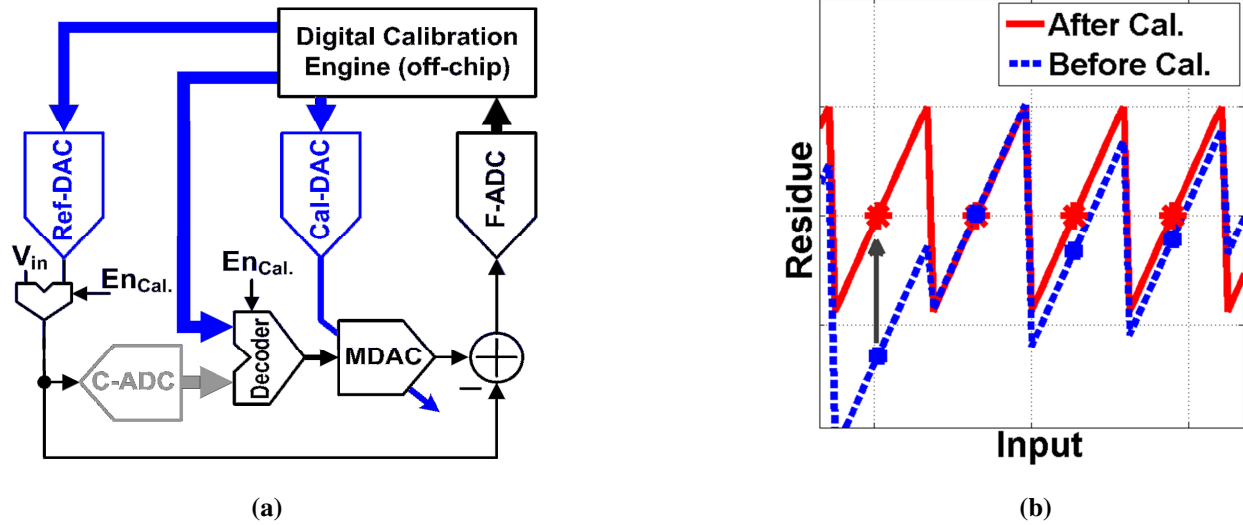 Digital Calibration
Engine (off-chip)
Ref-DAC
Cal-DAC
F-ADC
Vin
EnCal.
EnCal.
Decoder
C-ADC
MDAC
(a)
After Cal.
Before Cal.
Residue
Input
(b)